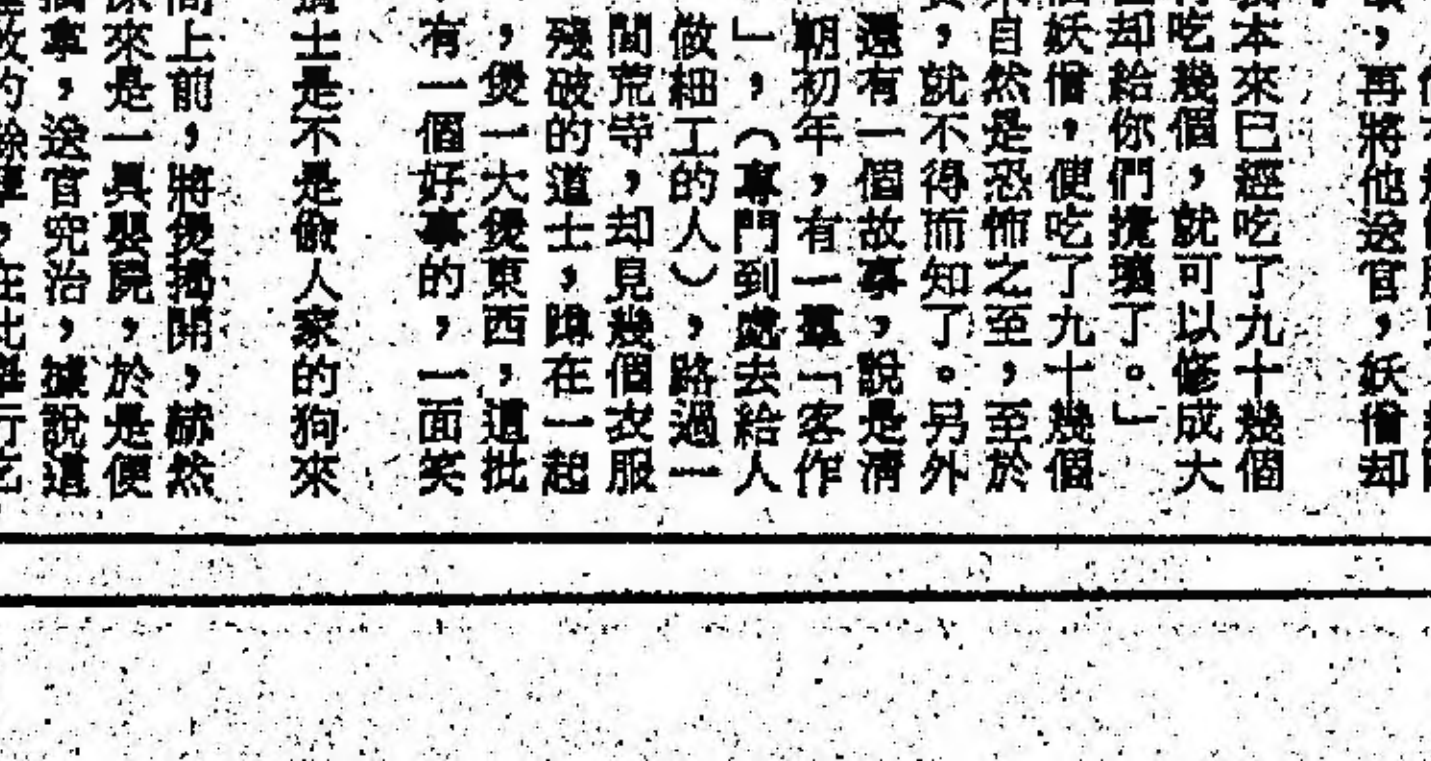 ,再將他送官,妖僧却
本來已經吃了九十幾個
吃幾個,就可以修成大
却給你們攪壞了。」
妖僧,便吃了九十幾個
自然是恐怖之至,至於
,就不得而知了。另外
還有一個故事,說是清
朝初年,有一羣「客作
」,(專門到處去給人
做細工的人),路過一
間荒寺,却見幾個衣服
殘破的道士,蹲在一起
,煲一大煲東西,這批
有一個好事的,一面笑
士是不是偷人家的狗來
上前,將煲揭開,赫然
來是一具嬰屍,於是便
拿,送官究治,據說這